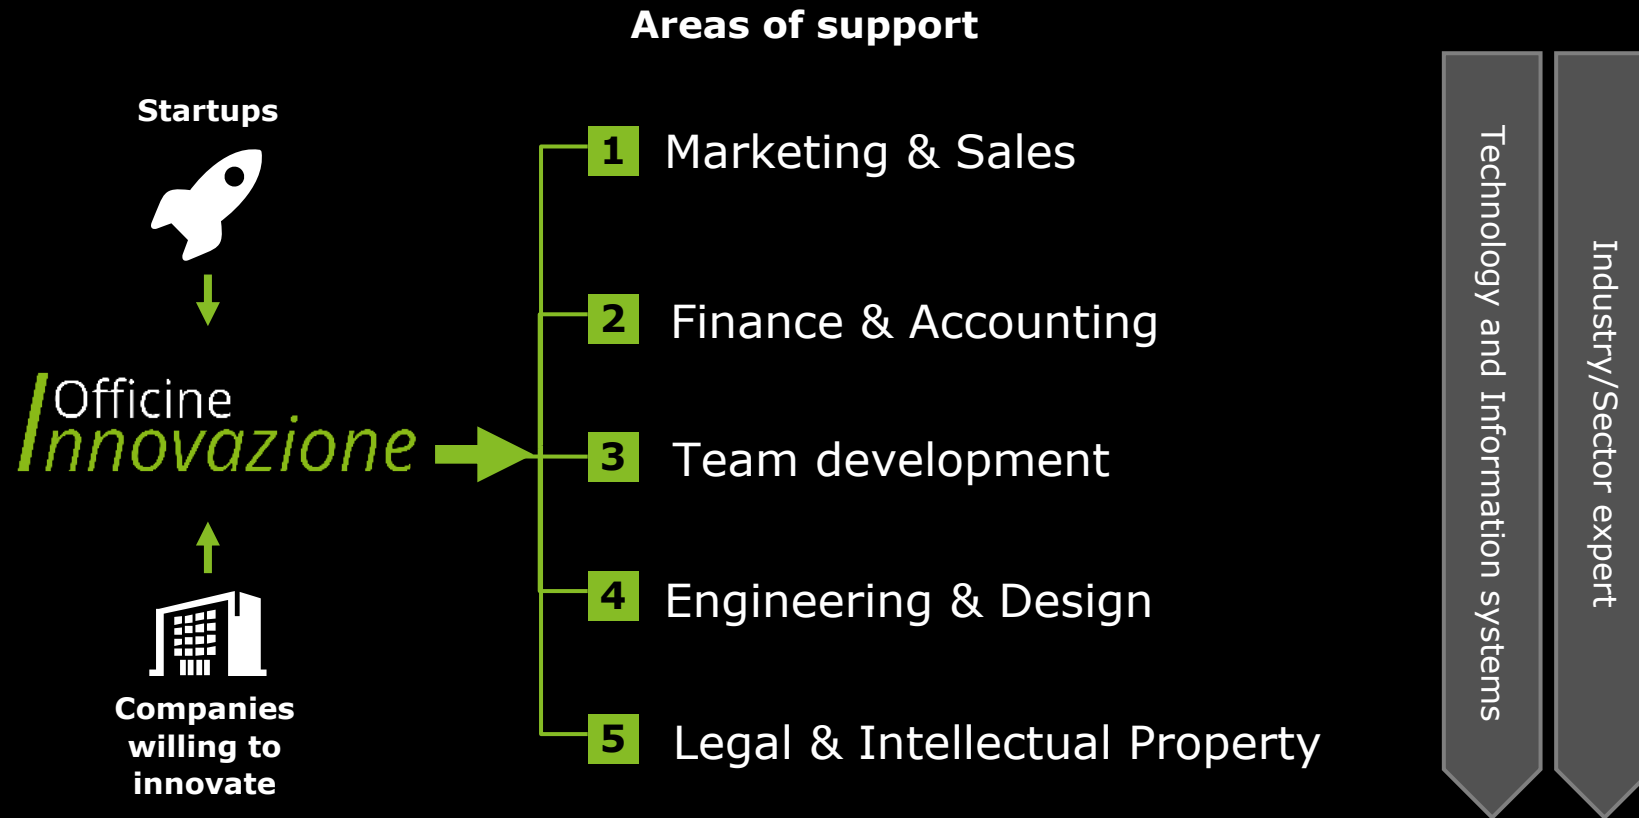 Areas of support
Startups
Officine
Innovazione
Companies
willing to
innovate
1 Marketing & Sales
2 Finance & Accounting
3 Team development
4 Engineering & Design
5 Legal & Intellectual Property
Technology and Information systems
Industry/Sector expert